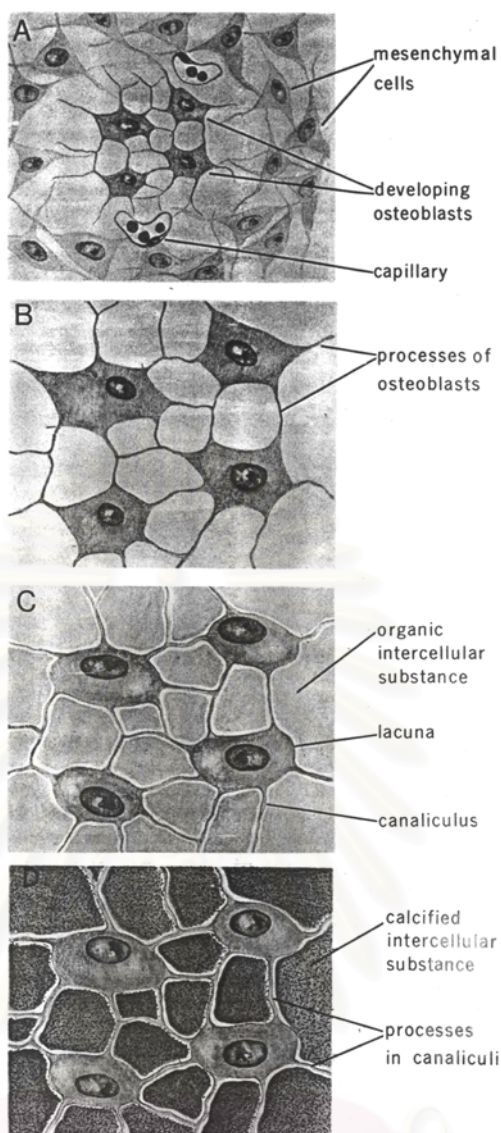 A
mesenchymal
cells
developing
osteoblasts
capillary
B
processes of
osteoblasts
C
organic
intercellular
substance
lacuna
canaliculus
D
calcified
intercellular
substance
processes
in canaliculi